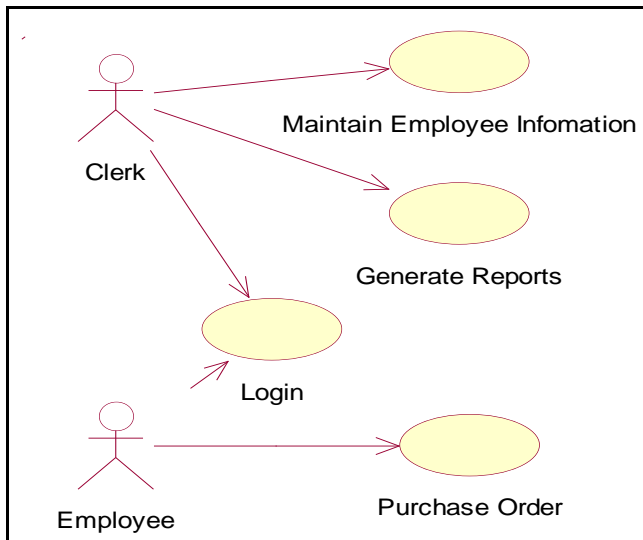 Maintain Employee Infomation
Clerk
Generate Reports
Login
Purchase Order
Employee